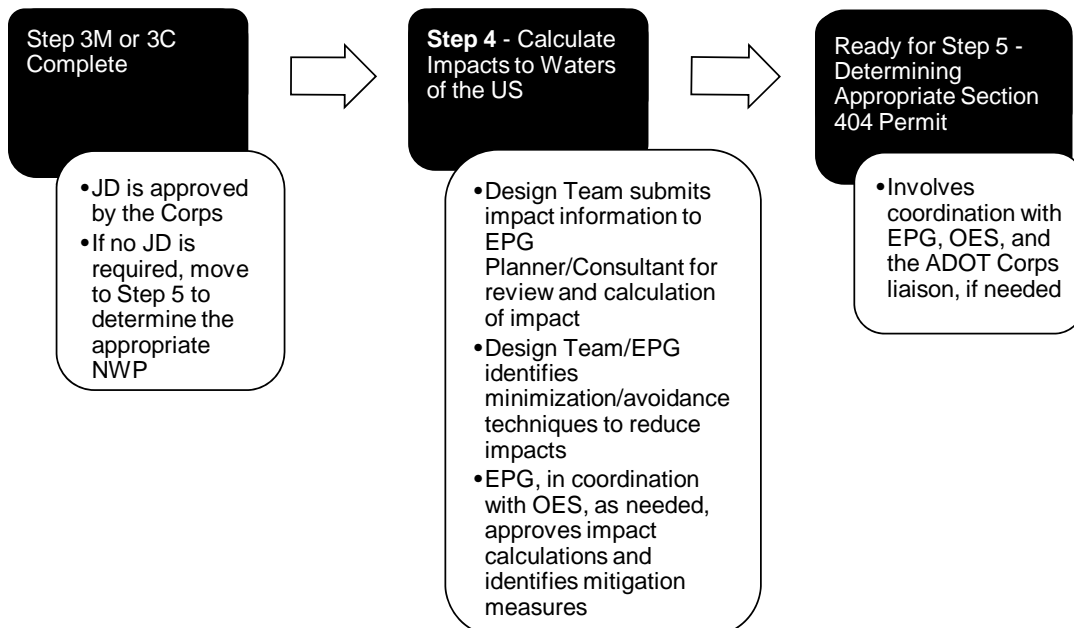 Step 3M or 3C
Complete
•JD is approved
by the Corps
•If no JD is
required, move
to Step 5 to
determine the
appropriate
NWP
Step 4 - Calculate
Impacts to Waters
of the US
•Design Team submits
impact information to
EPG
Planner/Consultant for
review and calculation
of impact
•Design Team/EPG
identifies
minimization/avoidance
techniques to reduce
impacts
•EPG, in coordination
with OES, as needed,
approves impact
calculations and
identifies mitigation
measures
Ready for Step 5 -
Determining
Appropriate Section
404 Permit
•Involves
coordination with
EPG, OES, and
the ADOT Corps
liaison, if needed